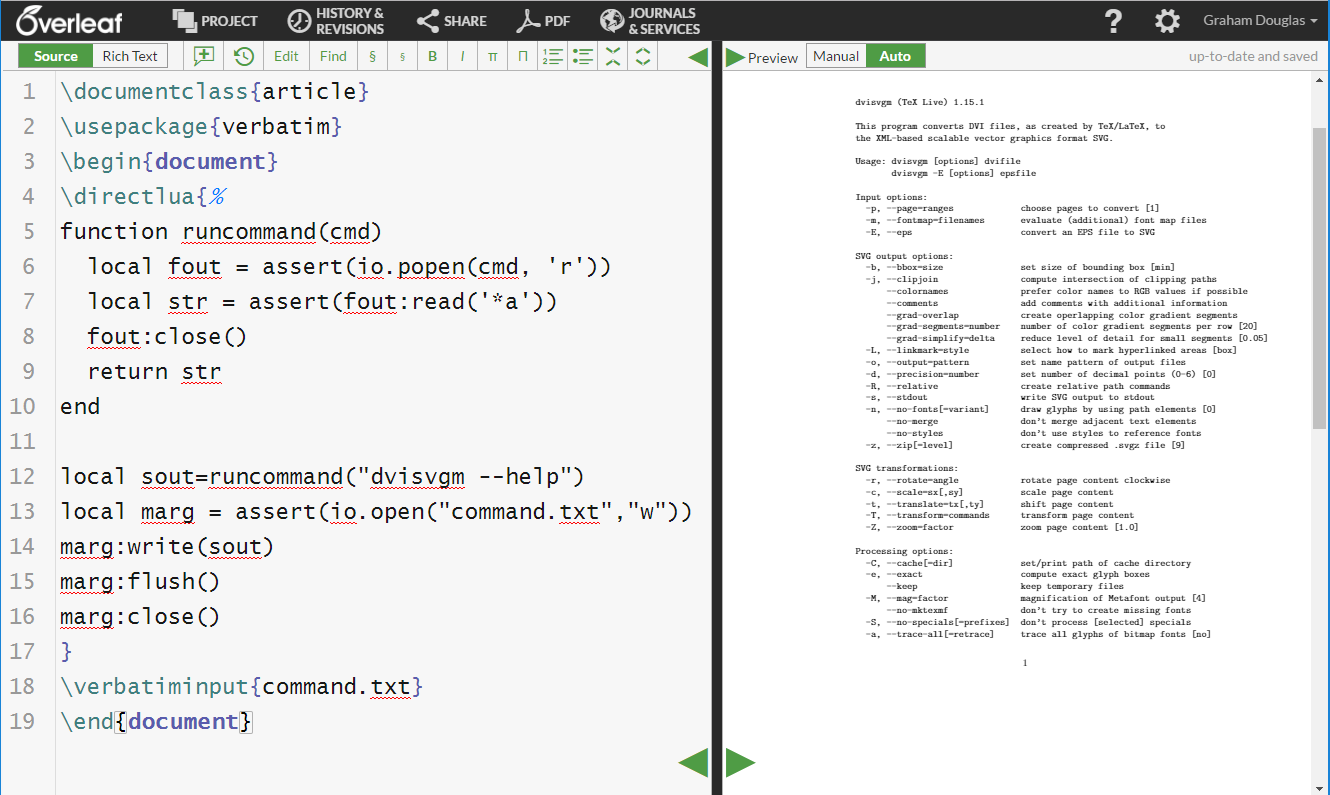 Overleaf
PROJECT
HISTORY &
REVISIONS
SHARE
PDF
JOURNALS
& SERVICES
?
Graham Douglas
Source
Rich Text
Edit
Find
§
§
B
I
π
Π
Preview
Manual
Auto
up-to-date and saved
1 \documentclass{article}
2 \usepackage{verbatim}
3 \begin{document}
4 \directlua{%
5 function runcommand(cmd)
6   local fout = assert(io.popen(cmd, 'r'))
7   local str = assert(fout:read('*a'))
8   fout:close()
9   return str
10 end
11
12 local sout=runcommand("dvisvgm --help")
13 local marg = assert(io.open("command.txt","w"))
14 marg:write(sout)
15 marg:flush()
16 marg:close()
17 }
18 \verbatiminput{command.txt}
19 \end{document}
dvisvgm (TeX Live) 1.15.1
This program converts DVI files, as created by TeX/LaTeX, to
the XML-based scalable vector graphics format SVG.
Usage: dvisvgm [options] dvifile
dvisvgm -E [options] epsfile
Input options:
-p, --page=ranges choose pages to convert [1]
-m, --fontmap=filenames evaluate (additional) font map files
-E, --eps convert an EPS file to SVG
SVG output options:
-b, --bbox=size set size of bounding box [min]
-j, --clipjoin compute intersection of clipping paths
--colornames prefer color names to RGB values if possible
--comments add comments with additional information
--grad-overlap create operlapping color gradient segments
--grad-segments=number number of color gradient segments per row [20]
--grad-simplify=delta reduce level of detail for small segments [0.05]
-L, --linkmark=style select how to mark hyperlinked areas [box]
-o, --output=pattern set name pattern of output files
-d, --precision=number set number of decimal points (0-6) [0]
-R, --relative create relative path commands
-s, --stdout write SVG output to stdout
-n, --no-fonts[=variant] draw glyphs by using path elements [0]
--no-merge don't merge adjacent text elements
--no-styles don't use styles to reference fonts
-z, --zip[=level] create compressed .svgz file [9]
SVG transformations:
-r, --rotate=angle rotate page content clockwise
-c, --scale=sx[,sy] scale page content
-t, --translate=tx[,ty] shift page content
-T, --transform=commands transform page content
-Z, --zoom=factor zoom page content [1.0]
Processing options:
-C, --cache[=dir] set/print path of cache directory
-e, --exact compute exact glyph boxes
--keep keep temporary files
-M, --mag=factor magnification of Metafont output [4]
--no-mktexmf don't try to create missing fonts
-S, --no-specials[=prefixes] don't process [selected] specials
-a, --trace-all[=retrace] trace all glyphs of bitmap fonts [no]
1